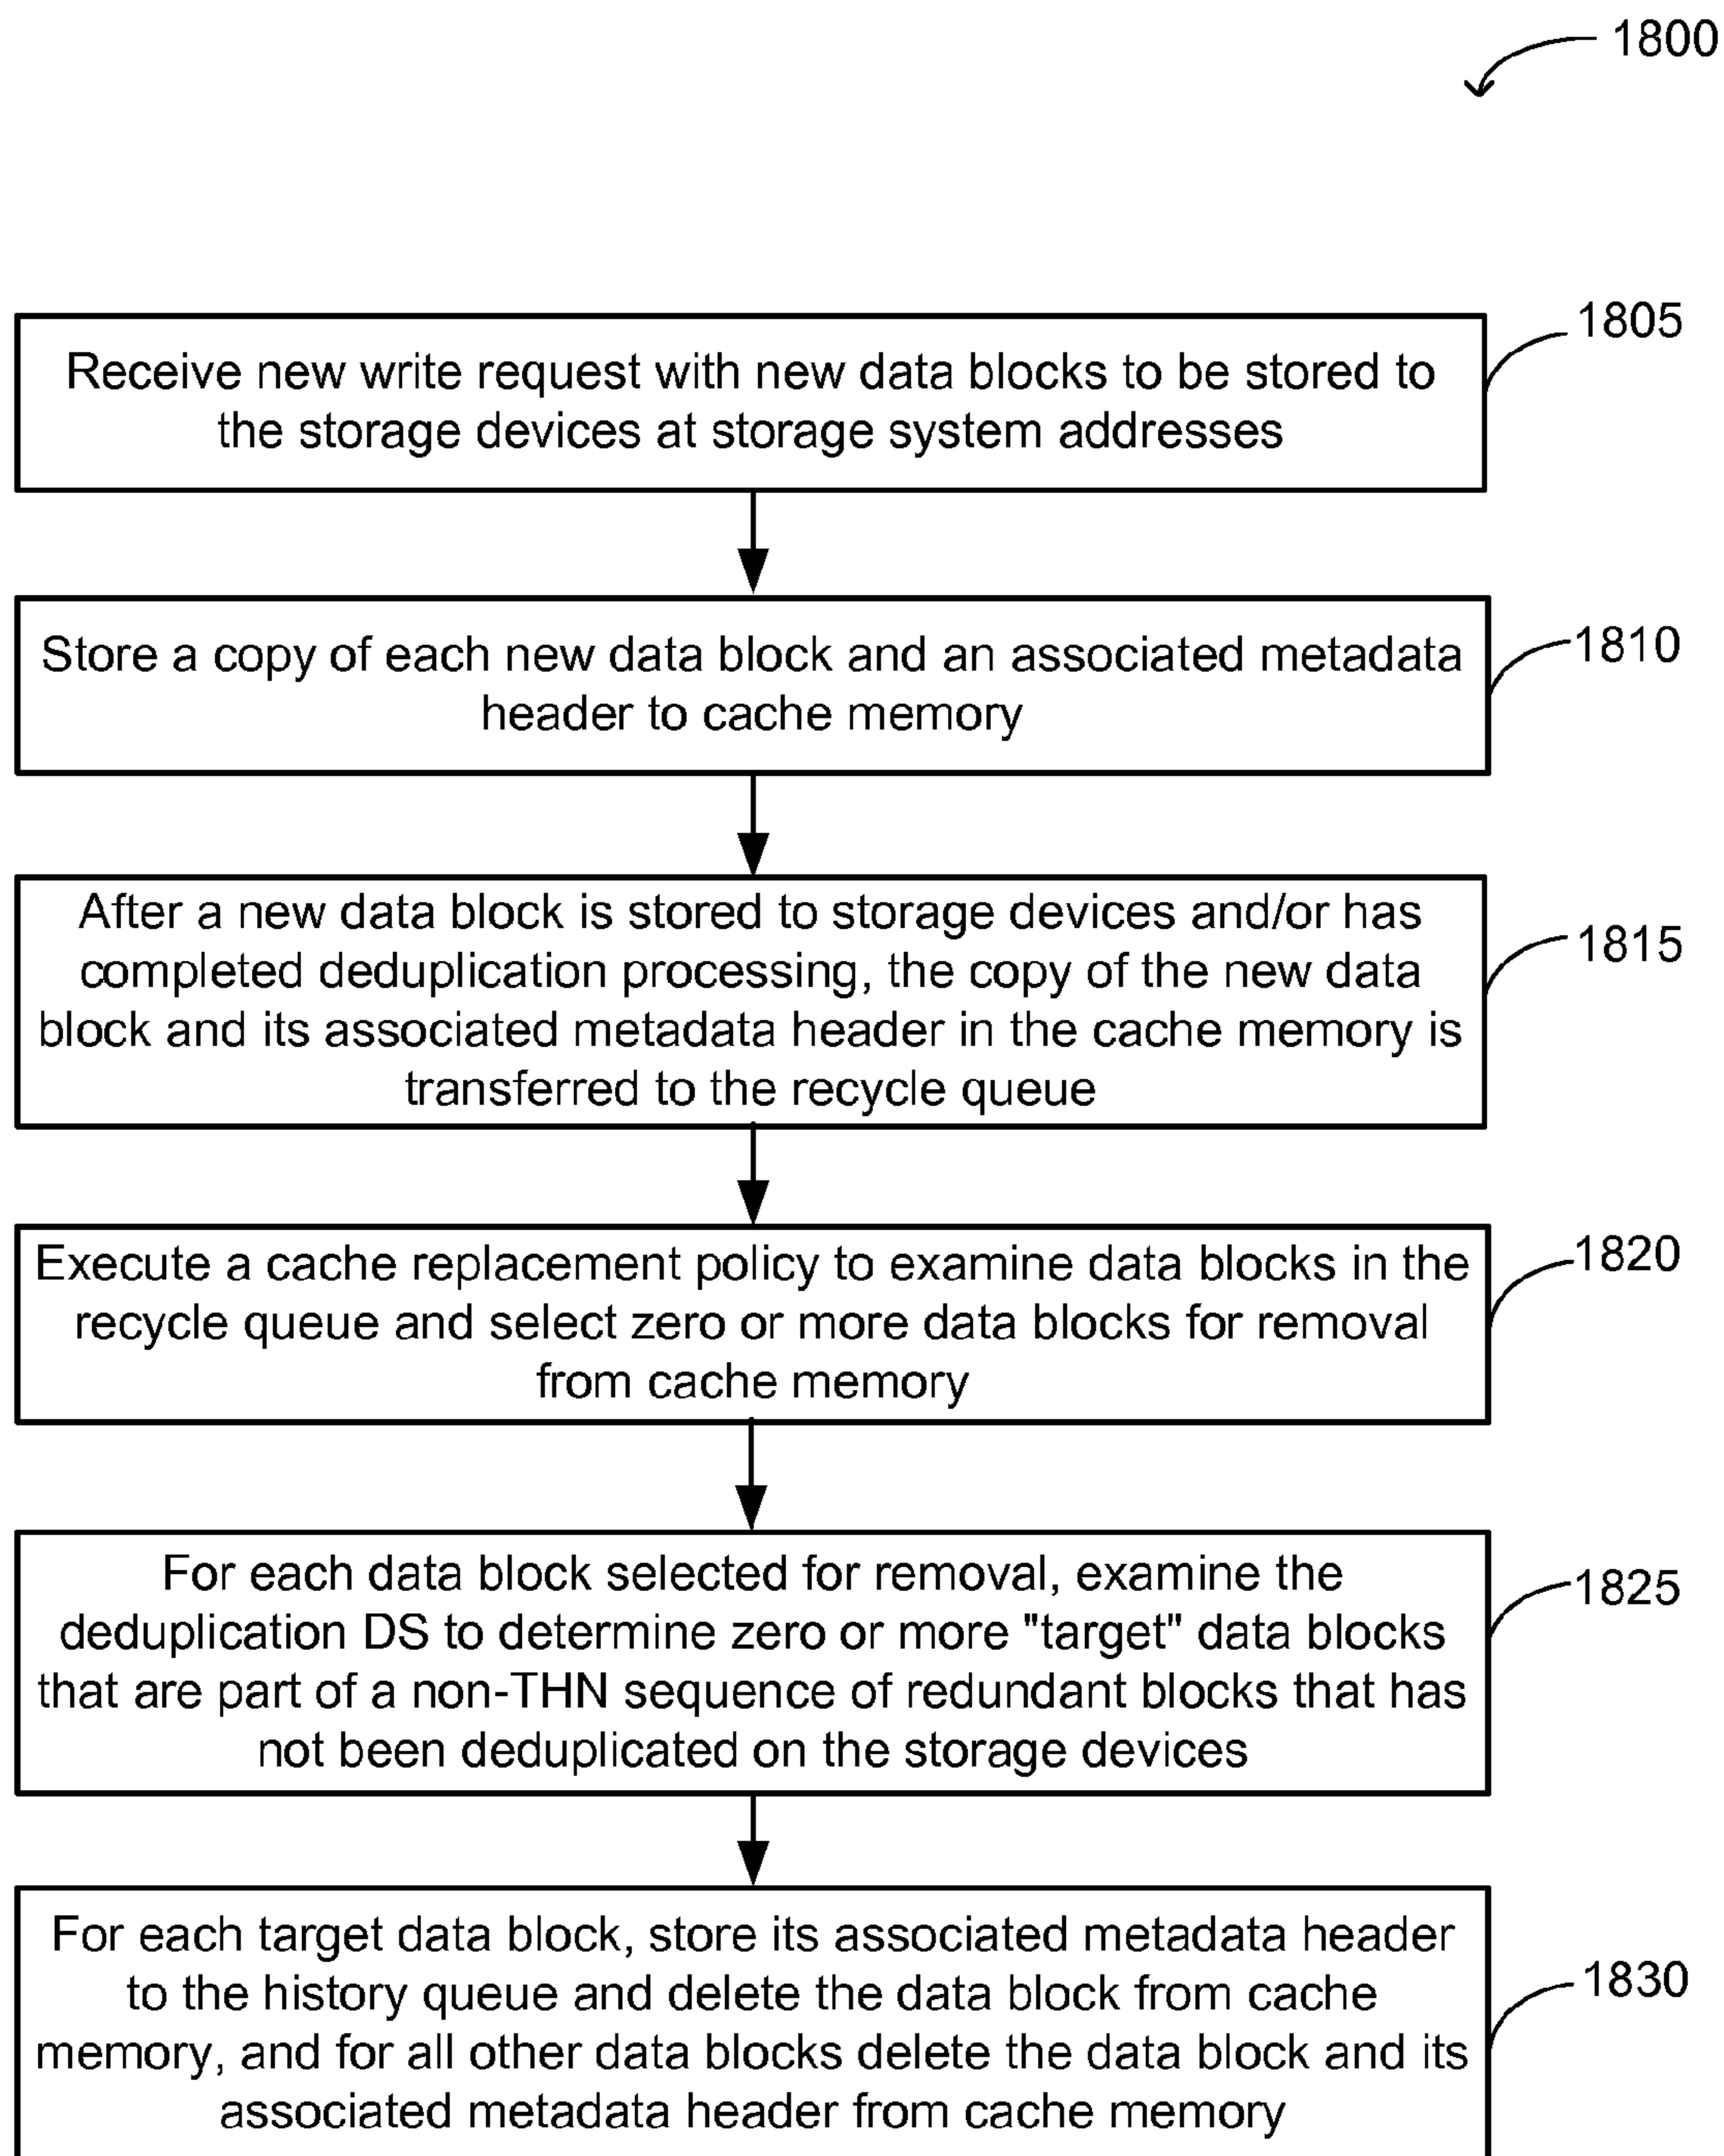 1800
1805
Receive new write request with new data blocks to be stored to
the storage devices at storage system addresses
1810
Store a copy of each new data block and an associated metadata
header to cache memory
1815
After a new data block is stored to storage devices and/or has
completed deduplication processing, the copy of the new data
block and its associated metadata header in the cache memory is
transferred to the recycle queue
1820
Execute a cache replacement policy to examine data blocks in the
recycle queue and select zero or more data blocks for removal
from cache memory
1825
For each data block selected for removal, examine the
deduplication DS to determine zero or more "target" data blocks
that are part of a non-THN sequence of redundant blocks that has
not been deduplicated on the storage devices
1830
For each target data block, store its associated metadata header
to the history queue and delete the data block from cache
memory, and for all other data blocks delete the data block and its
associated metadata header from cache memory